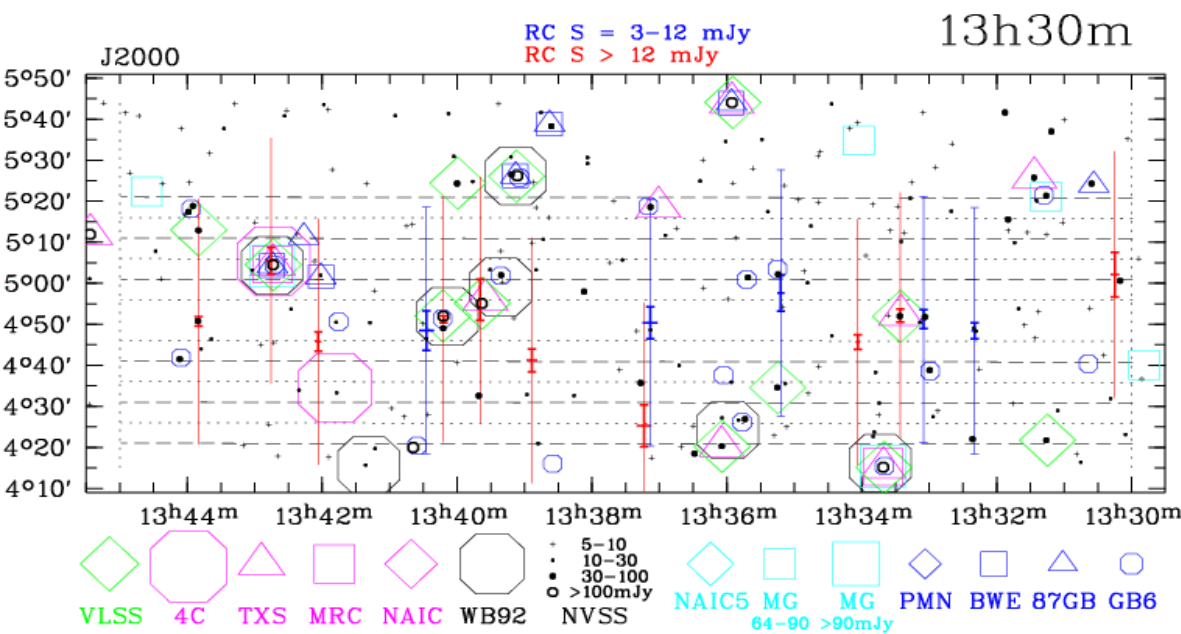 13h30m
RC S = 3-12 mJy
RC S > 12 mJy
J2000
5°50'
5°40'
5°30'
5°20'
5°10'
5°00'
4°50'
4°40'
4°30'
4°20'
4°10'
13h44m 13h42m 13h40m 13h38m 13h36m 13h34m 13h32m 13h30m
5-10
10-30
30-100
>100mJy
VLSS 4C TXS MRC NAIC WB92 NVSS NAIC5 MG MG PMN BWE 87GB GB6
64-90 >90mJy